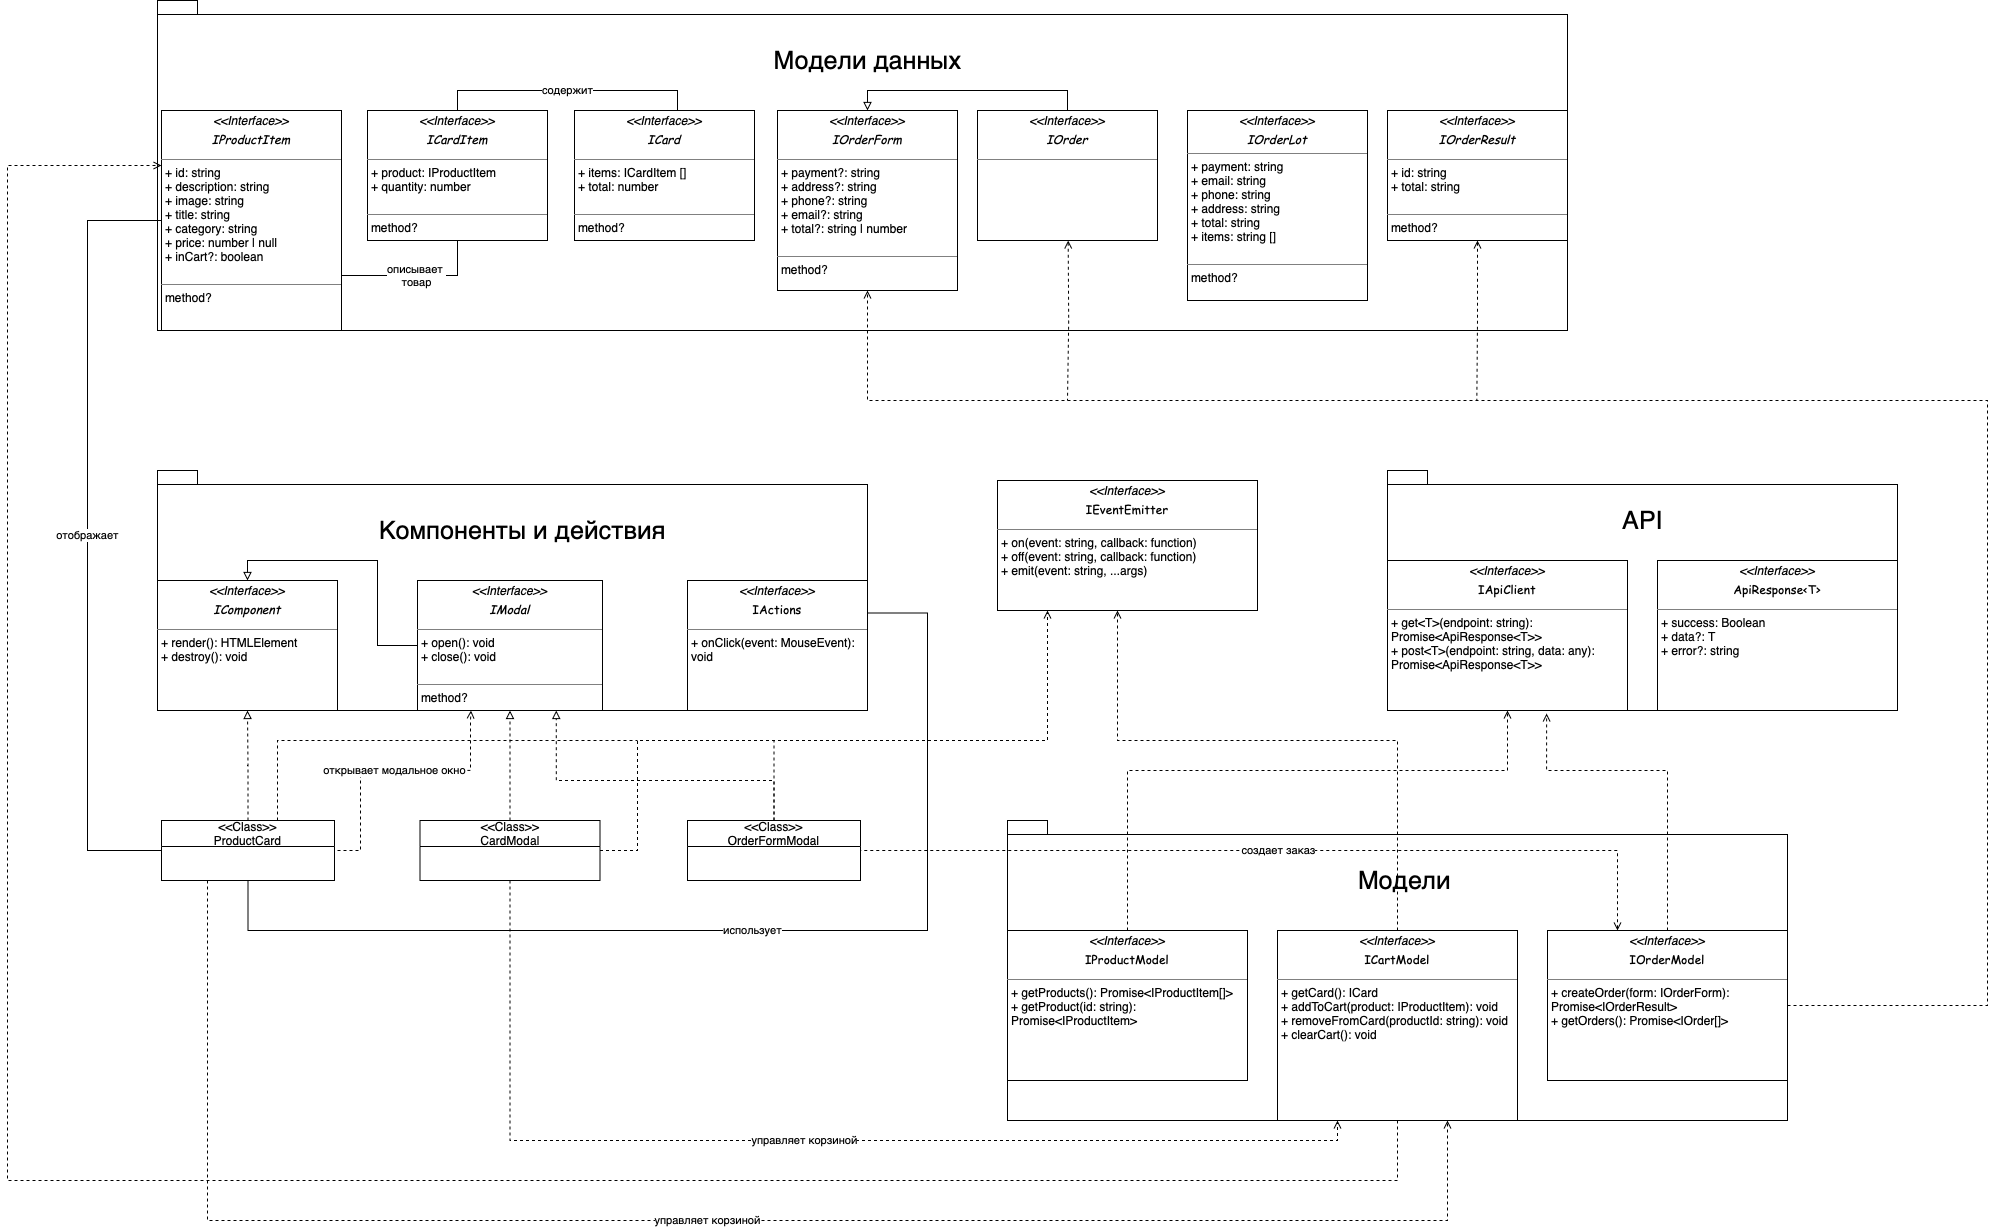 Модели данных
содержит
<<Interface>>
IProductItem
+ id: string
+ description: string
+ image: string
+ title: string
+ category: string
+ price: number | null
+ inCart?: boolean
method?
<<Interface>>
ICardItem
+ product: IProductItem
+ quantity: number
method?
<<Interface>>
ICard
+ items: ICardItem []
+ total: number
method?
<<Interface>>
IOrderForm
+ payment?: string
+ address?: string
+ phone?: string
+ email?: string
+ total?: string | number
method?
<<Interface>>
IOrder
<<Interface>>
IOrderLot
+ payment: string
+ email: string
+ phone: string
+ address: string
+ total: string
+ items: string []
method?
<<Interface>>
IOrderResult
+ id: string
+ total: string
method?
описывает
товар
отображает
Компоненты и действия
<<Interface>>
IComponent
+ render(): HTMLElement
+ destroy(): void
<<Interface>>
IModal
+ open(): void
+ close(): void
method?
<<Interface>>
IActions
+ onClick(event: MouseEvent):
void
<<Interface>>
IEventEmitter
+ on(event: string, callback: function)
+ off(event: string, callback: function)
+ emit(event: string, ...args)
API
<<Interface>>
IApiClient
+ get<T>(endpoint: string):
Promise<ApiResponse<T>>
+ post<T>(endpoint: string, data: any):
Promise<ApiResponse<T>>
<<Interface>>
ApiResponse<T>
+ success: Boolean
+ data?: T
+ error?: string
открывает модальное окно
<<Class>>
ProductCard
<<Class>>
CardModal
<<Class>>
OrderFormModal
создает заказ
использует
Модели
<<Interface>>
IProductModel
+ getProducts(): Promise<IProductItem[]>
+ getProduct(id: string):
Promise<IProductItem>
<<Interface>>
ICartModel
+ getCard(): ICard
+ addToCart(product: IProductItem): void
+ removeFromCard(productId: string): void
+ clearCart(): void
<<Interface>>
IOrderModel
+ createOrder(form: IOrderForm):
Promise<IOrderResult>
+ getOrders(): Promise<IOrder[]>
управляет корзиной
управляет корзиной